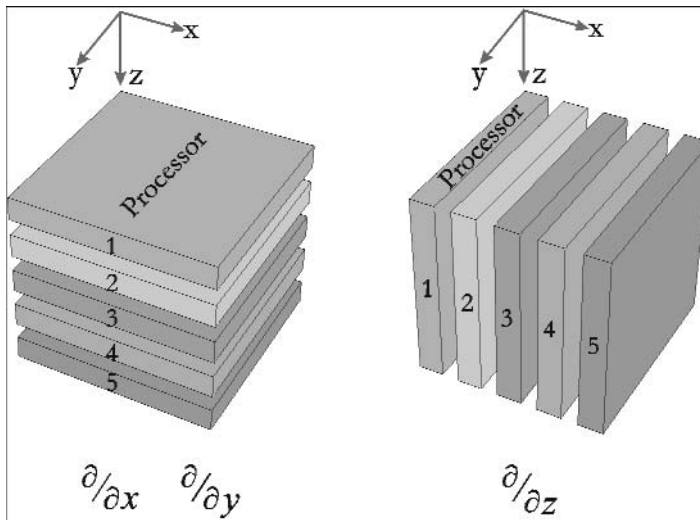 x
y
z
Processor
1
2
3
4
5
∂/∂x ∂/∂y
x
y
z
Processor
1 2 3 4 5
∂/∂z